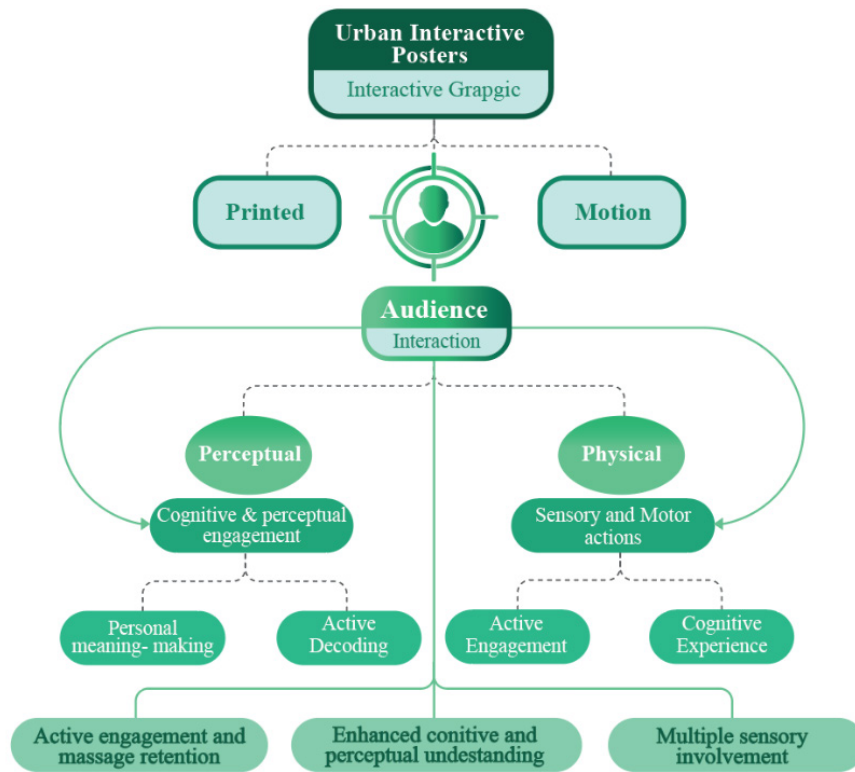 Urban Interactive
Posters
Interactive Grapgic
Printed
Motion
Audience
Interaction
Perceptual
Physical
Cognitive & perceptual
engagement
Sensory and Motor
actions
Personal
meaning- making
Active
Decoding
Active
Engagement
Cognitive
Experience
Active engagement and
massage retention
Enhanced conitive and
perceptual undestanding
Multiple sensory
involvement